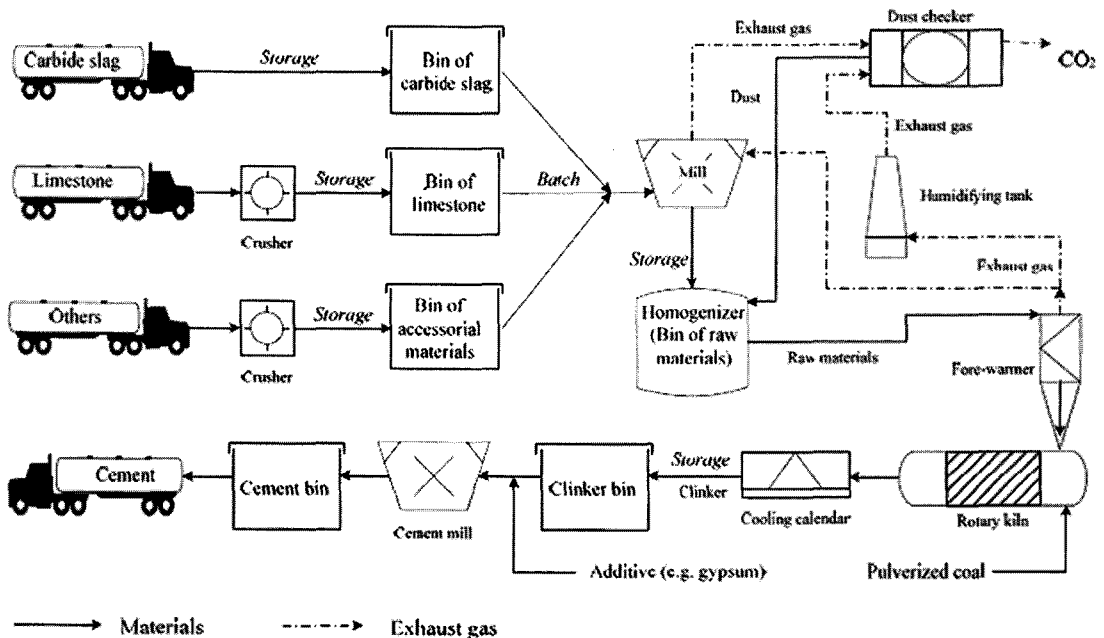 Carbide slag
Storage
Bin of
carbide slag
Exhaust gas
Dust checker
CO₂
Dust
Exhaust gas
Limestone
Crusher
Storage
Bin of
limestone
Batch
Mill
Humidifying tank
Storage
Exhaust gas
Others
Crusher
Storage
Bin of
accessorial
materials
Homogenizer
(Bin of raw
materials)
Raw materials
Fore-warmer
Cement
Cement bin
Cement mill
Clinker bin
Storage
Clinker
Cooling calendar
Rotary kiln
Additive (e.g. gypsum)
Pulverized coal
Materials
Exhaust gas